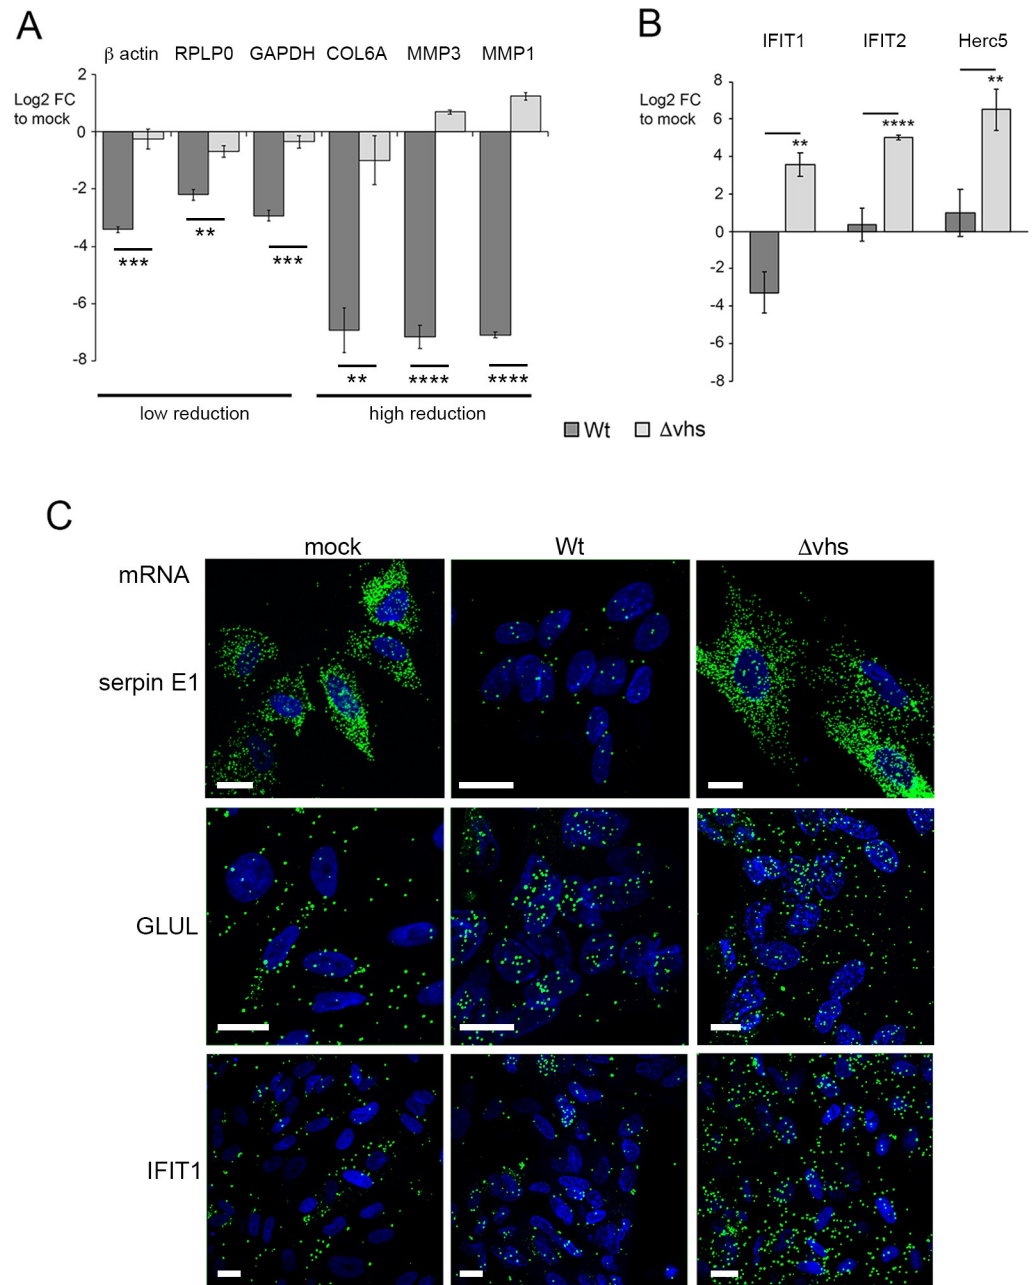 A
β actin RPLP0 GAPDH COL6A MMP3 MMP1
Log2 FC
to mock
2
0
-2
-4
-6
-8
***
**
***
**
****
****
low reduction
high reduction
B
IFIT1 IFIT2 Herc5
Log2 FC
to mock
8
6
4
2
0
-2
-4
-6
-8
**
****
**
Wt Δvhs
C
mock Wt Δvhs
mRNA
serpin E1
GLUL
IFIT1